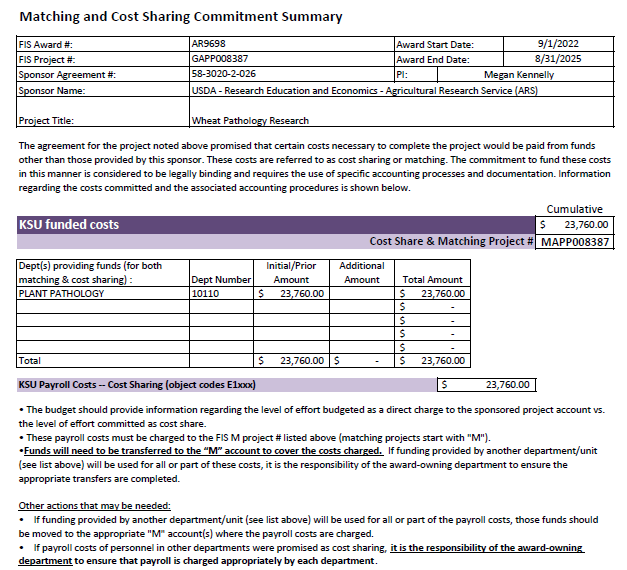 Matching and Cost Sharing Commitment Summary
FIS Award #: AR9698 Award Start Date: 9/1/2022
FIS Project #: GAPP008387 Award End Date: 8/31/2025
Sponsor Agreement #: 58-3020-2-026 PI: Megan Kennelly
Sponsor Name: USDA - Research Education and Economics - Agricultural Research Service (ARS)
Project Title: Wheat Pathology Research
The agreement for the project noted above promised that certain costs necessary to complete the project would be paid from funds
other than those provided by this sponsor. These costs are referred to as cost sharing or matching. The commitment to fund these costs
in this manner is considered to be legally binding and requires the use of specific accounting processes and documentation. Information
regarding the costs committed and the associated accounting procedures is shown below.
Cumulative
KSU funded costs $ 23,760.00
Cost Share & Matching Project # MAPP008387
Dept(s) providing funds (for both Initial/Prior Additional
matching & cost sharing) : Dept Number Amount Amount Total Amount
PLANT PATHOLOGY 10110 $ 23,760.00 $ 23,760.00
$ -
$ -
$ -
$ -
Total $ 23,760.00 $ - $ 23,760.00
KSU Payroll Costs -- Cost Sharing (object codes E1xxx) $ 23,760.00
• The budget should provide information regarding the level of effort budgeted as a direct charge to the sponsored project account vs.
the level of effort committed as cost share.
• These payroll costs must be charged to the FIS M project # listed above (matching projects start with "M").
•Funds will need to be transferred to the "M" account to cover the costs charged. If funding provided by another department/unit
(see list above) will be used for all or part of these costs, it is the responsibility of the award-owning department to ensure the
appropriate transfers are completed.
Other actions that may be needed:
• If funding provided by another department/unit (see list above) will be used for all or part of the payroll costs, those funds should
be moved to the appropriate "M" account(s) where the payroll costs are charged.
• If payroll costs of personnel in other departments were promised as cost sharing, it is the responsibility of the award-owning
department to ensure that payroll is charged appropriately by each department.